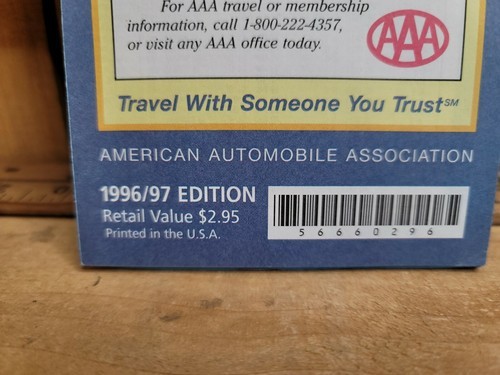 For AAA travel or membership
information, call 1-800-222-4357,
or visit any AAA office today.
AAA
Travel With Someone You Trust℠
AMERICAN AUTOMOBILE ASSOCIATION
1996/97 EDITION
Retail Value $2.95
Printed in the U.S.A.
56660296